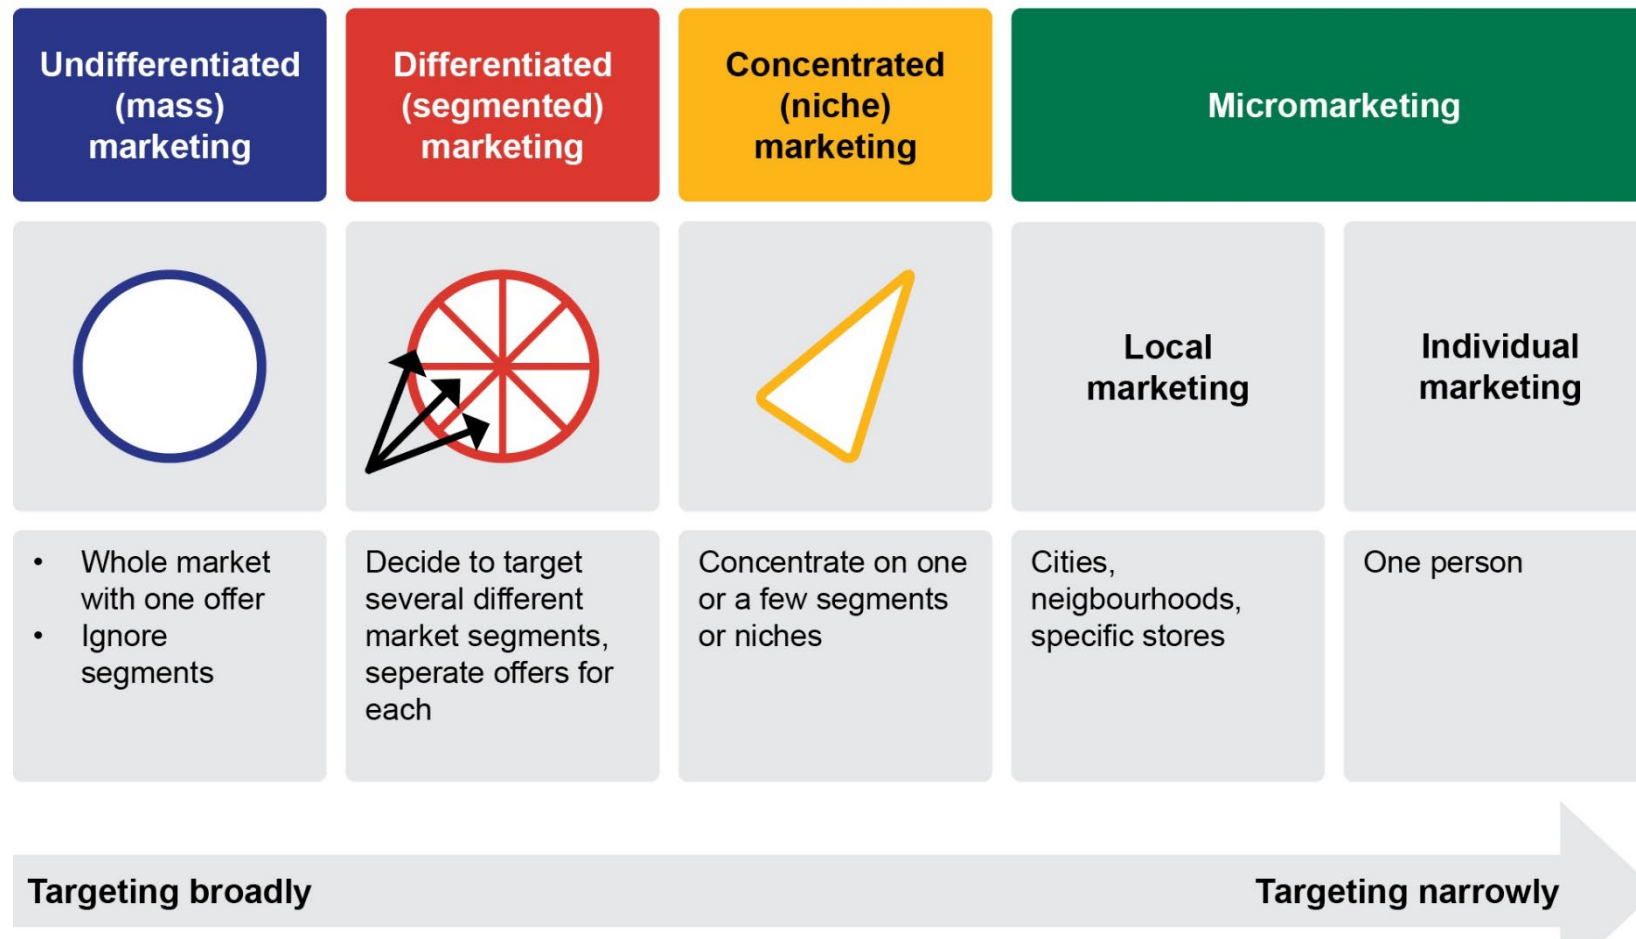 Undifferentiated
(mass)
marketing
Differentiated
(segmented)
marketing
Concentrated
(niche)
marketing
Micromarketing
Local
marketing
Individual
marketing
• Whole market
with one offer
• Ignore
segments
Decide to target
several different
market segments,
seperate offers for
each
Concentrate on one
or a few segments
or niches
Cities,
neigbourhoods,
specific stores
One person
Targeting broadly
Targeting narrowly